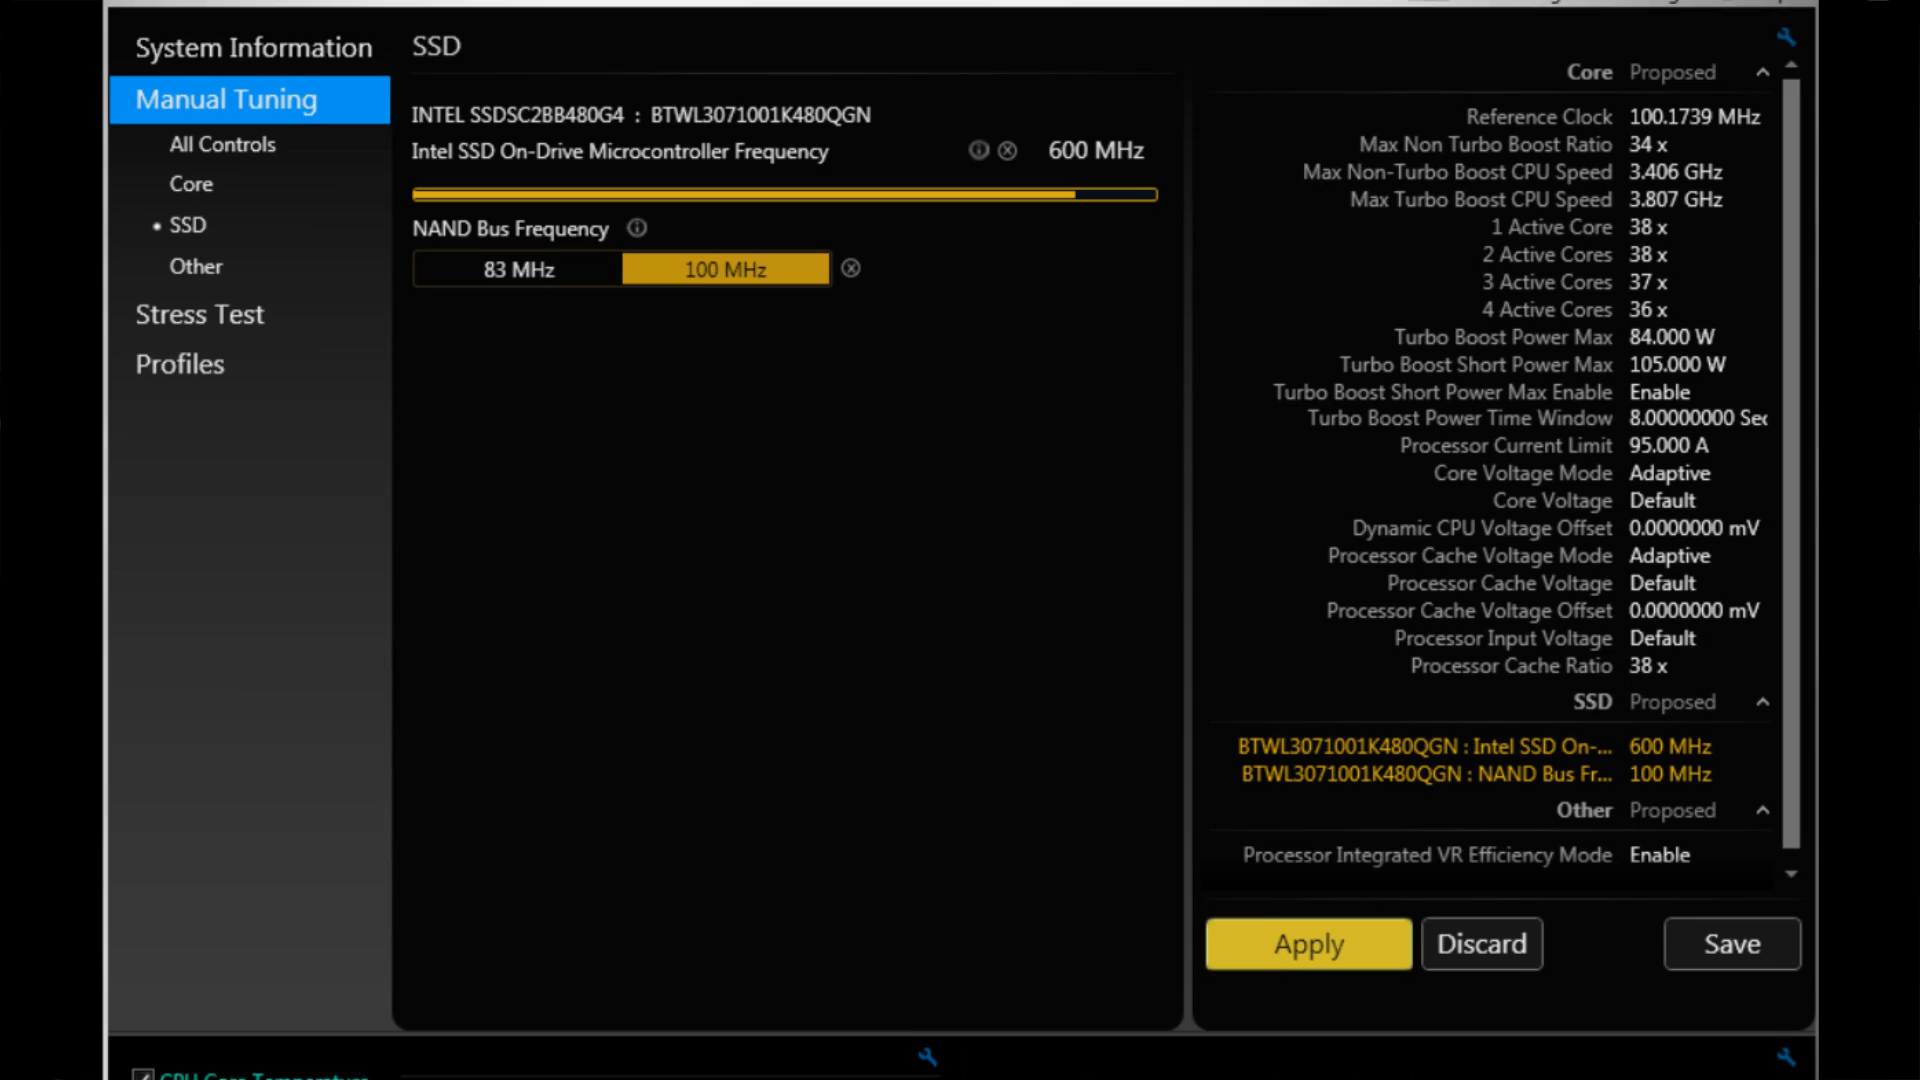 System Information
Manual Tuning
All Controls
Core
• SSD
Other
Stress Test
Profiles
SSD
INTEL SSDSC2BB480G4 : BTWL3071001K480QGN
Intel SSD On-Drive Microcontroller Frequency 600 MHz
NAND Bus Frequency
83 MHz 100 MHz
Core Proposed
Reference Clock 100.1739 MHz
Max Non Turbo Boost Ratio 34 x
Max Non-Turbo Boost CPU Speed 3.406 GHz
Max Turbo Boost CPU Speed 3.807 GHz
1 Active Core 38 x
2 Active Cores 38 x
3 Active Cores 37 x
4 Active Cores 36 x
Turbo Boost Power Max 84.000 W
Turbo Boost Short Power Max 105.000 W
Turbo Boost Short Power Max Enable Enable
Turbo Boost Power Time Window 8.00000000 Sec
Processor Current Limit 95.000 A
Core Voltage Mode Adaptive
Core Voltage Default
Dynamic CPU Voltage Offset 0.0000000 mV
Processor Cache Voltage Mode Adaptive
Processor Cache Voltage Default
Processor Cache Voltage Offset 0.0000000 mV
Processor Input Voltage Default
Processor Cache Ratio 38 x
SSD Proposed
BTWL3071001K480QGN : Intel SSD On-... 600 MHz
BTWL3071001K480QGN : NAND Bus Fr... 100 MHz
Other Proposed
Processor Integrated VR Efficiency Mode Enable
Apply Discard Save
CPU Core Temperature